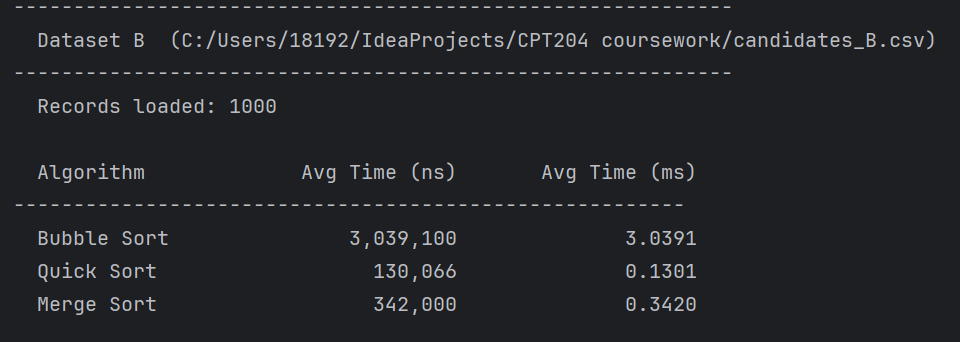 ------------------------------------------------------------
Dataset B  (C:/Users/18192/IdeaProjects/CPT204 coursework/candidates_B.csv)
------------------------------------------------------------
Records loaded: 1000
Algorithm             Avg Time (ns)       Avg Time (ms)
--------------------------------------------------------
Bubble Sort               3,039,100              3.0391
Quick Sort                  130,066              0.1301
Merge Sort                  342,000              0.3420